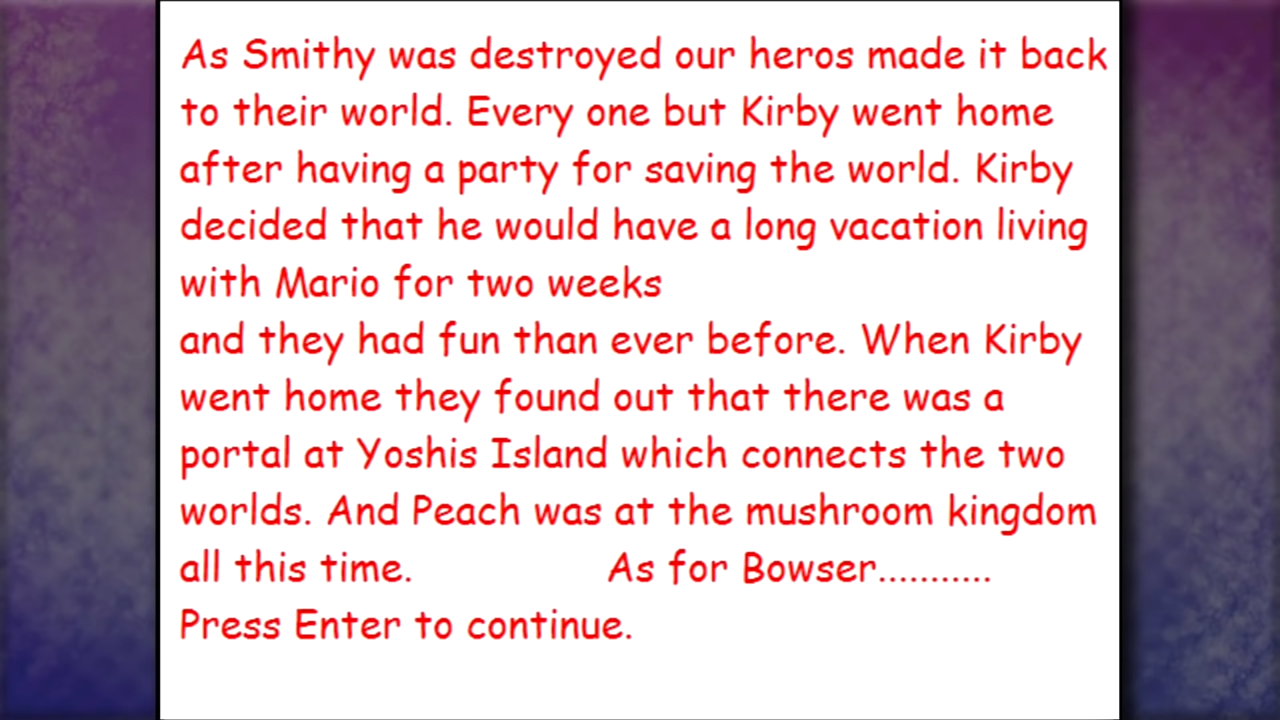 As Smithy was destroyed our heros made it back
to their world. Every one but Kirby went home
after having a party for saving the world. Kirby
decided that he would have a long vacation living
with Mario for two weeks
and they had fun than ever before. When Kirby
went home they found out that there was a
portal at Yoshis Island which connects the two
worlds. And Peach was at the mushroom kingdom
all this time. As for Bowser...........
Press Enter to continue.